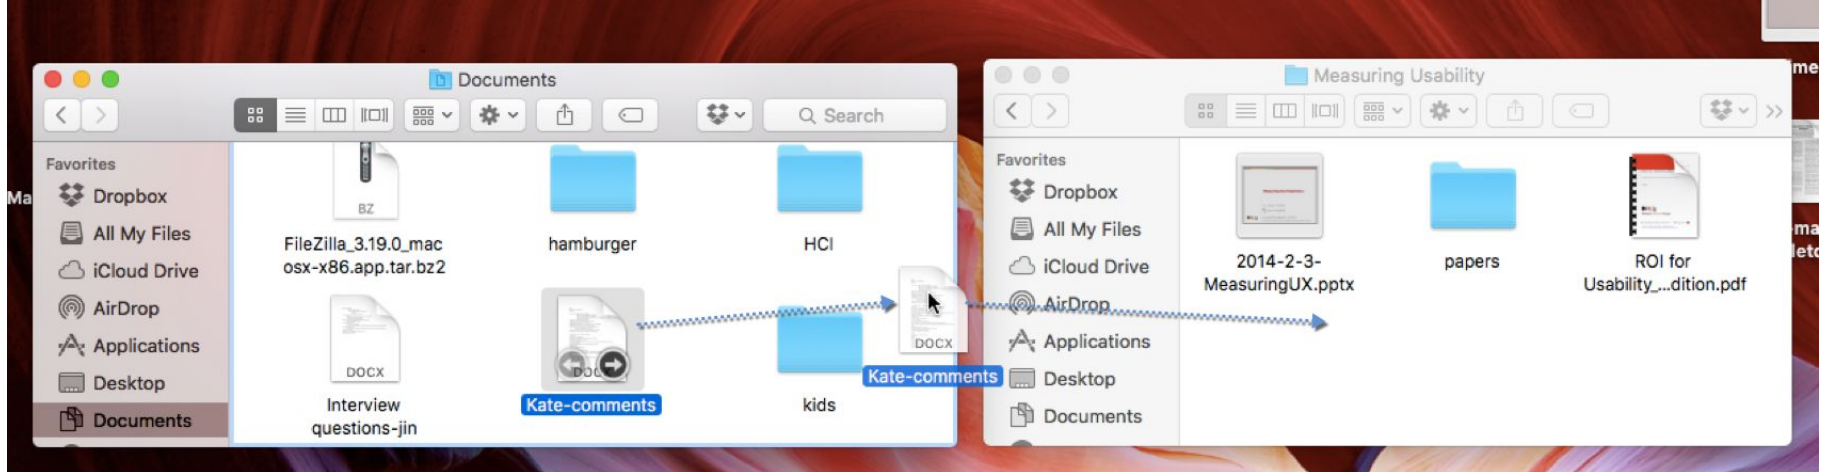 Documents
Search
Favorites
Dropbox
All My Files
iCloud Drive
AirDrop
Applications
Desktop
Documents
BZ
FileZilla_3.19.0_mac
osx-x86.app.tar.bz2
hamburger
HCI
DOCX
Interview
questions-jin
Kate-comments
kids
DOCX
Kate-comments
Measuring Usability
Favorites
Dropbox
All My Files
iCloud Drive
AirDrop
Applications
Desktop
Documents
2014-2-3-
MeasuringUX.pptx
papers
ROI for
Usability_...dition.pdf
Ma
me